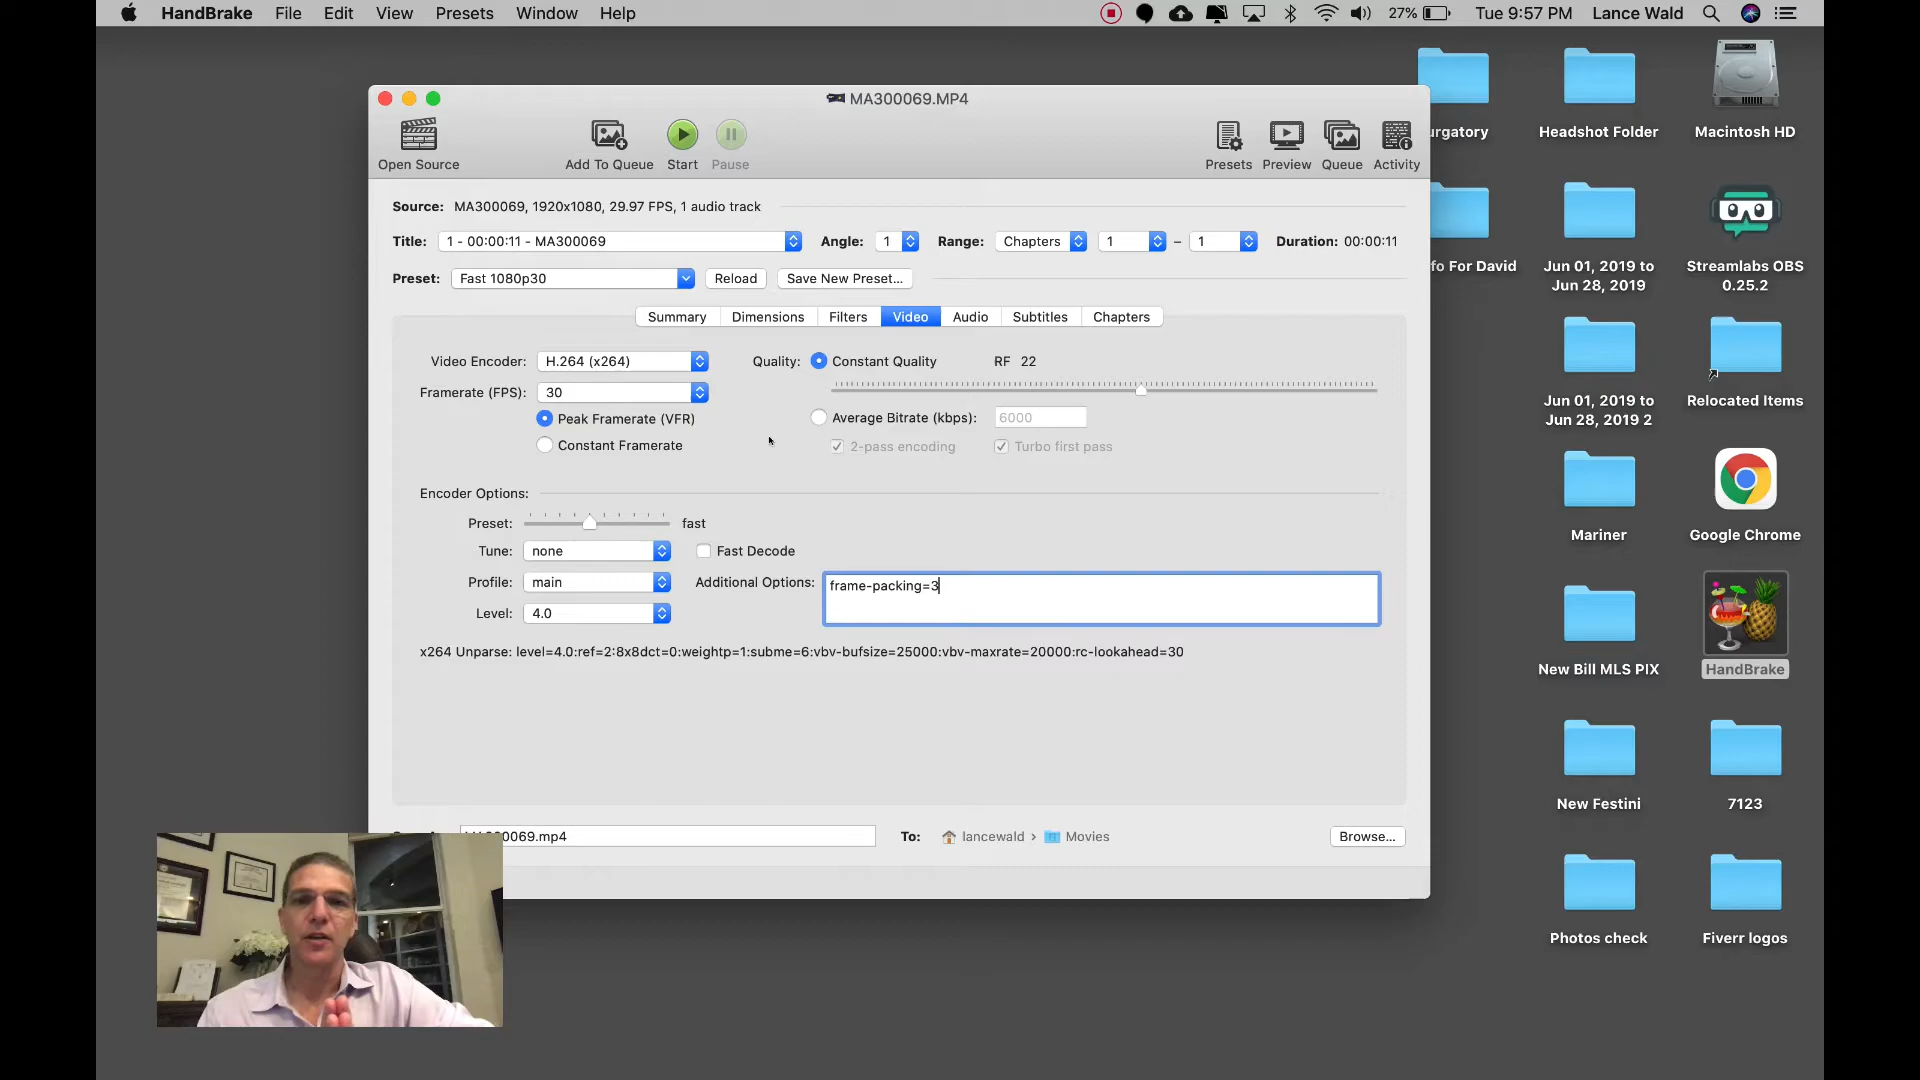 HandBrake File Edit View Presets Window Help 27% Tue 9:57 PM Lance Wald
MA300069.MP4
Open Source Add To Queue Start Pause Presets Preview Queue Activity
Source: MA300069, 1920x1080, 29.97 FPS, 1 audio track
Title: 1 - 00:00:11 - MA300069 Angle: 1 Range: Chapters 1 – 1 Duration: 00:00:11
Preset: Fast 1080p30 Reload Save New Preset...
Summary Dimensions Filters Video Audio Subtitles Chapters
Video Encoder: H.264 (x264) Quality: Constant Quality RF 22
Framerate (FPS): 30
Peak Framerate (VFR) Average Bitrate (kbps): 6000
Constant Framerate 2-pass encoding Turbo first pass
Encoder Options:
Preset: fast
Tune: none Fast Decode
Profile: main Additional Options: frame-packing=3
Level: 4.0
x264 Unparse: level=4.0:ref=2:8x8dct=0:weightp=1:subme=6:vbv-bufsize=25000:vbv-maxrate=20000:rc-lookahead=30
069.mp4 To: lancewald › Movies Browse...
urgatory Headshot Folder Macintosh HD
fo For David Jun 01, 2019 to Streamlabs OBS
Jun 28, 2019 0.25.2
Jun 01, 2019 to Relocated Items
Jun 28, 2019 2
Mariner Google Chrome
New Bill MLS PIX HandBrake
New Festini 7123
Photos check Fiverr logos